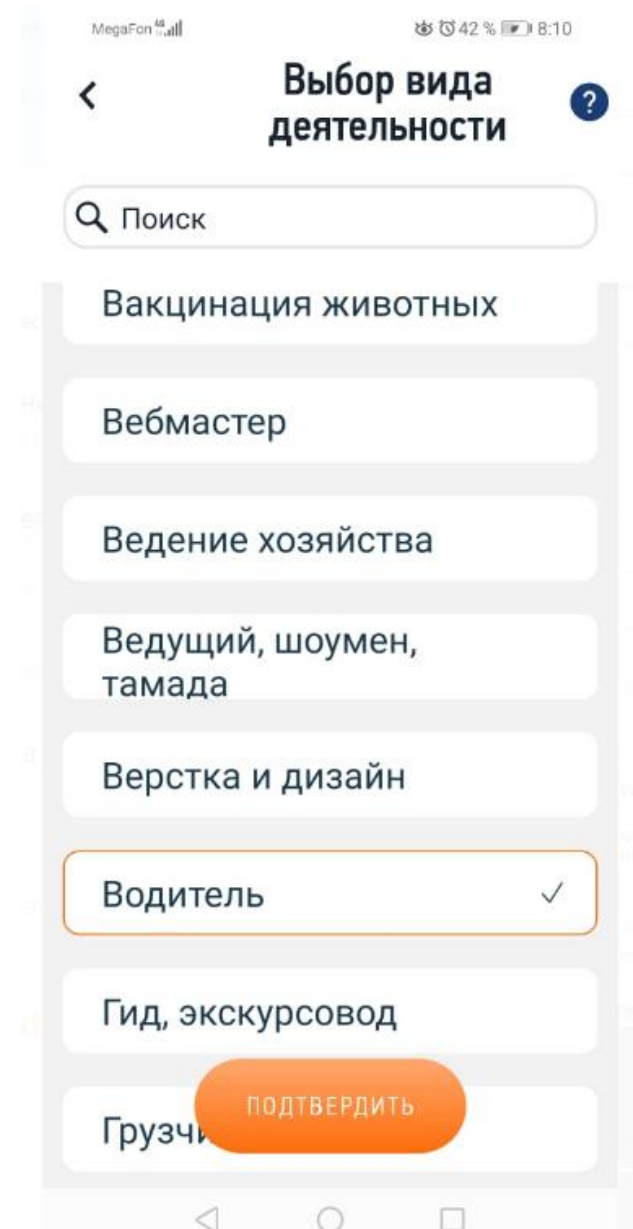 MegaFon 42 % 8:10
Выбор вида
деятельности
?
Поиск
Вакцинация животных
Вебмастер
Ведение хозяйства
Ведущий, шоумен,
тамада
Верстка и дизайн
Водитель
Гид, экскурсовод
ПОДТВЕРДИТЬ
Грузч